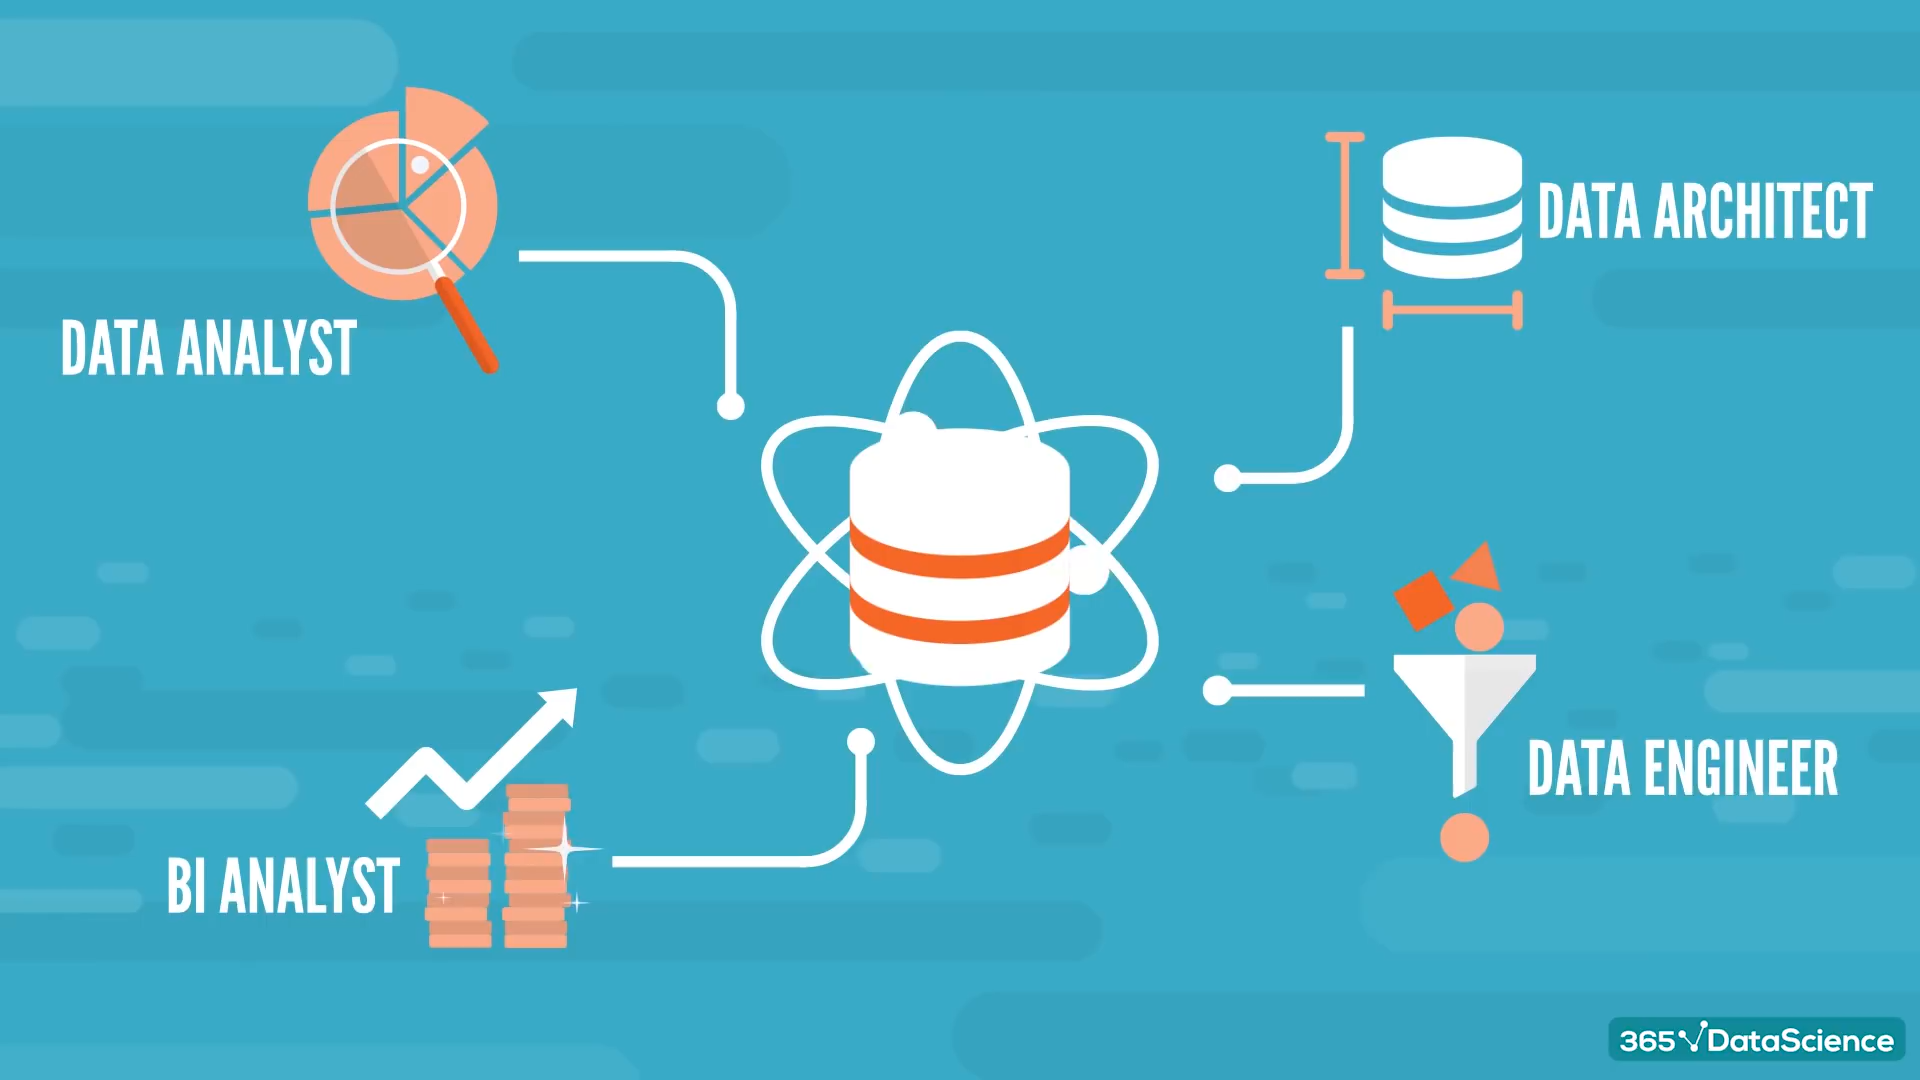 DATA ANALYST
DATA ARCHITECT
BI ANALYST
DATA ENGINEER
365 DataScience